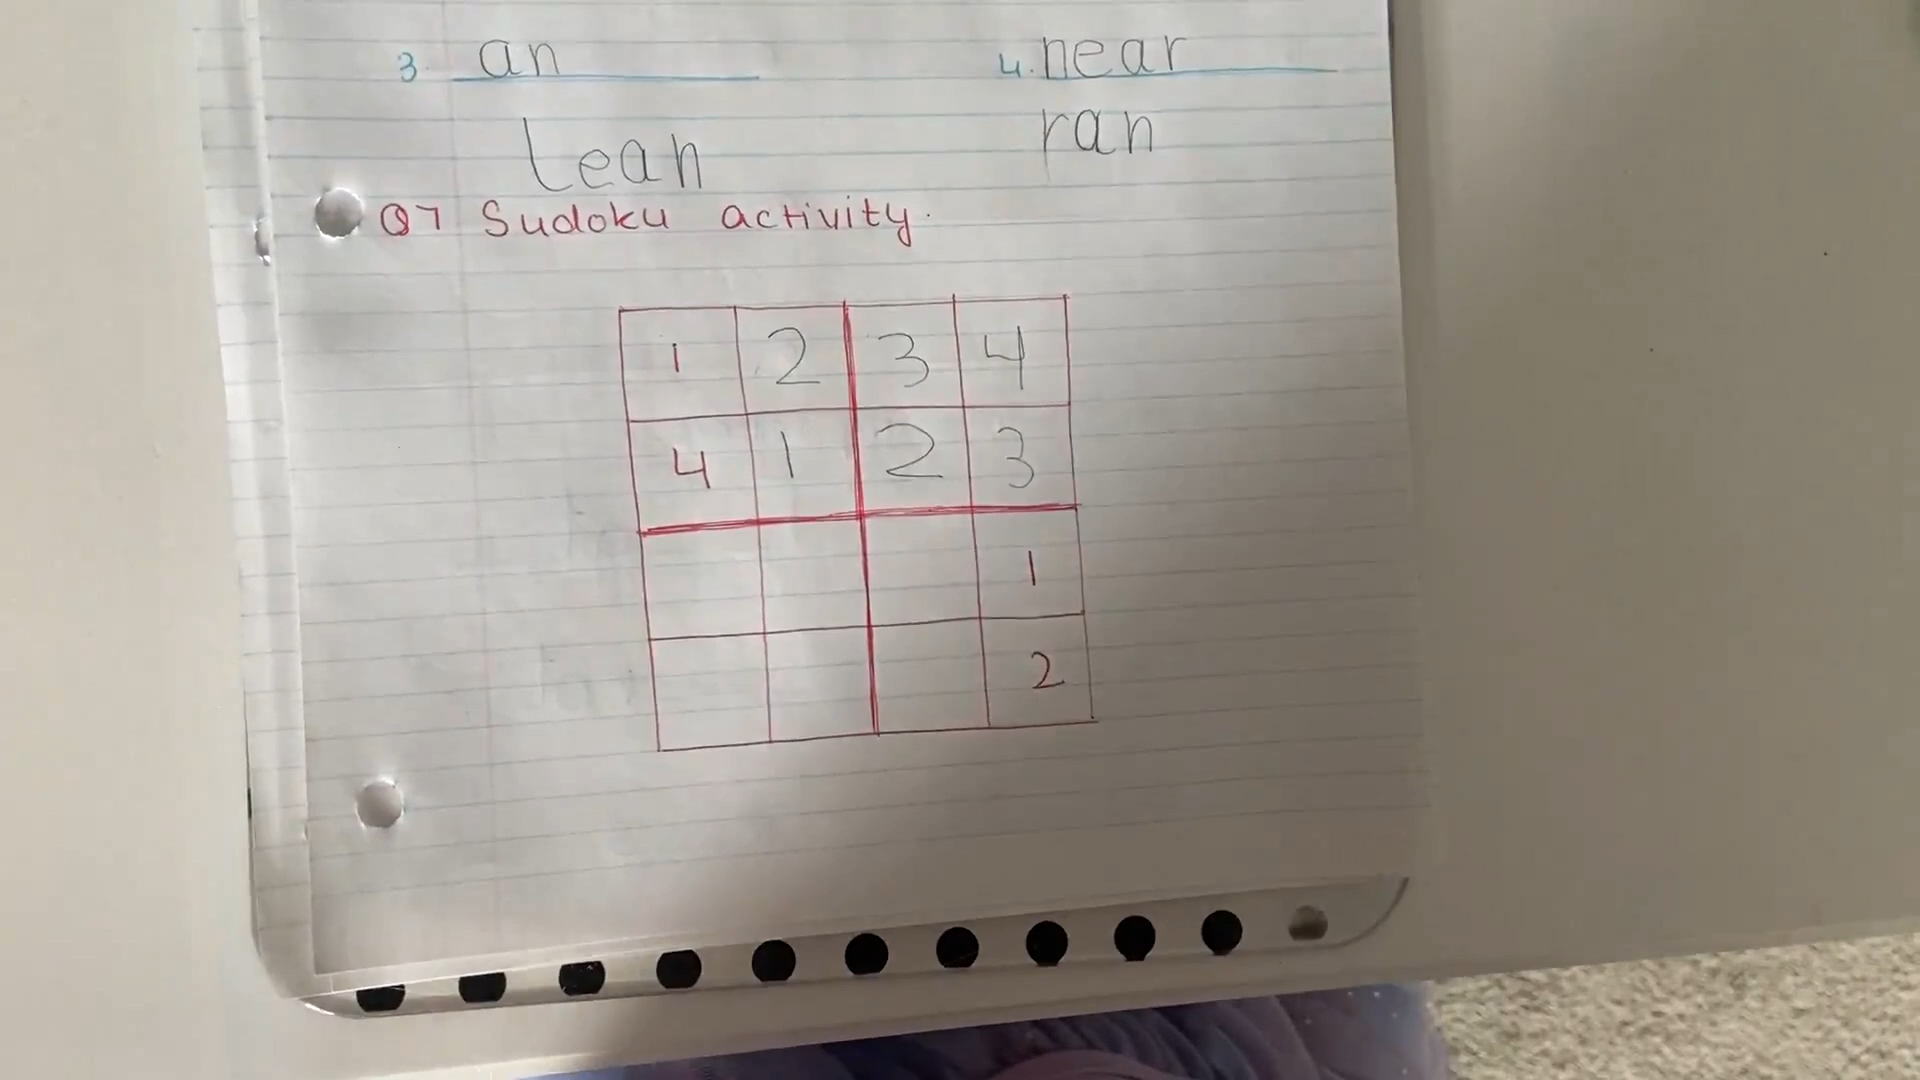 3. an
4. near
lean
ran
Q7 Sudoku activity.
1 2 3 4
4 1 2 3
1
2